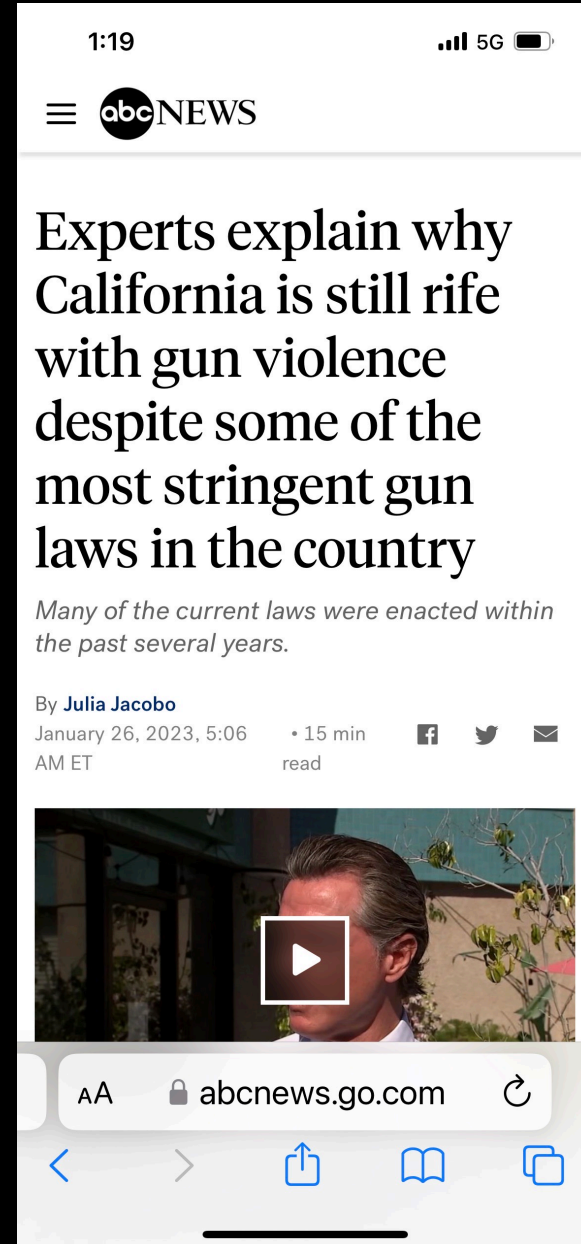 1:19
5G
abc NEWS
Experts explain why
California is still rife
with gun violence
despite some of the
most stringent gun
laws in the country
Many of the current laws were enacted within
the past several years.
By Julia Jacobo
January 26, 2023, 5:06
AM ET
• 15 min
read
AA
abcnews.go.com